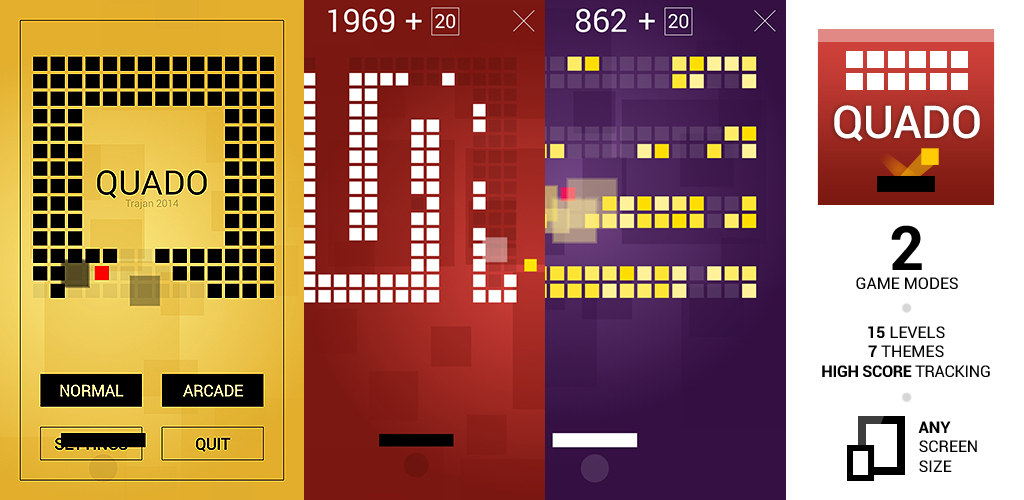 QUADO
Trajan 2014
NORMAL
ARCADE
SETTINGS
QUIT
1969 + 20
862 + 20
QUADO
2
GAME MODES
15 LEVELS
7 THEMES
HIGH SCORE TRACKING
ANY
SCREEN
SIZE